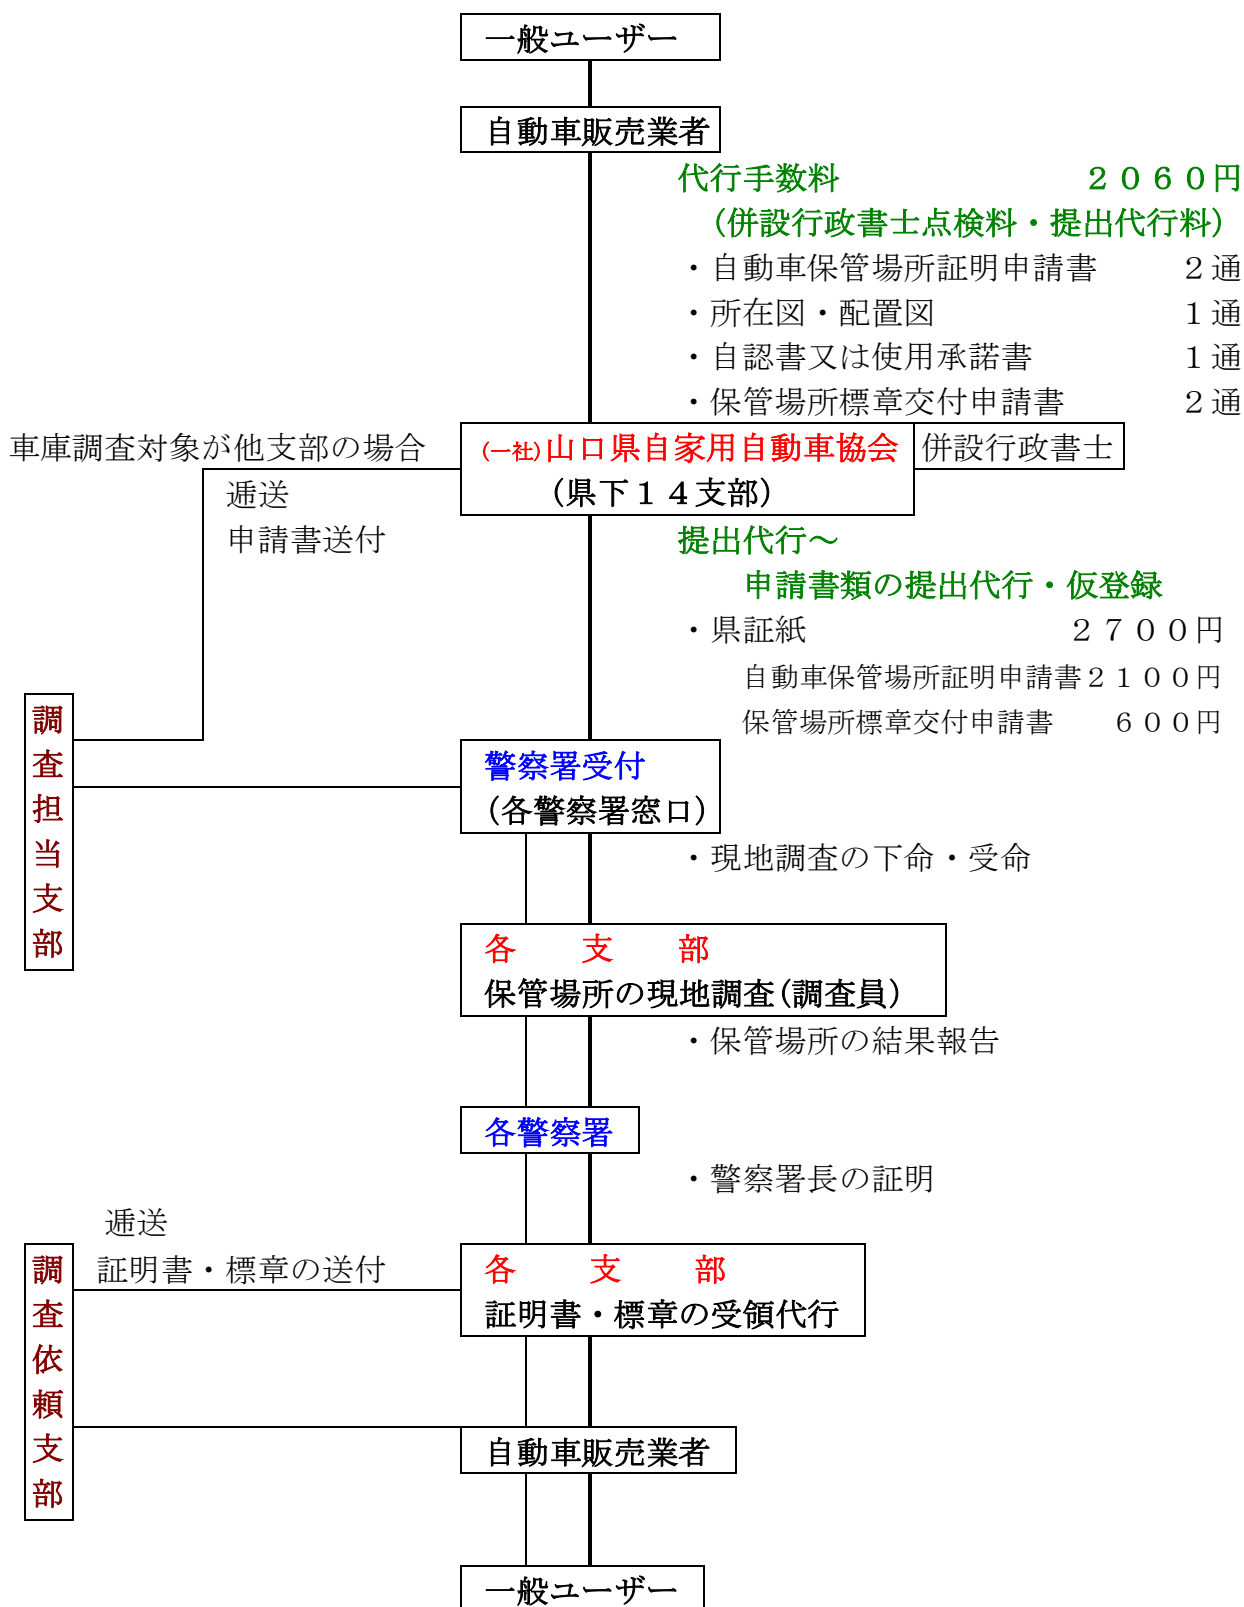 一般ユーザー
自動車販売業者
代行手数料 ２０６０円
（併設行政書士点検料・提出代行料）
・自動車保管場所証明申請書 ２通
・所在図・配置図 １通
・自認書又は使用承諾書 １通
・保管場所標章交付申請書 ２通
車庫調査対象が他支部の場合
(一社)山口県自家用自動車協会
（県下１４支部）
併設行政書士
逓送
申請書送付
提出代行～
申請書類の提出代行・仮登録
・県証紙 ２７００円
自動車保管場所証明申請書２１００円
保管場所標章交付申請書 ６００円
調査担当支部
警察署受付
（各警察署窓口）
・現地調査の下命・受命
各 支 部
保管場所の現地調査（調査員）
・保管場所の結果報告
各警察署
・警察署長の証明
逓送
証明書・標章の送付
調査依頼支部
各 支 部
証明書・標章の受領代行
自動車販売業者
一般ユーザー